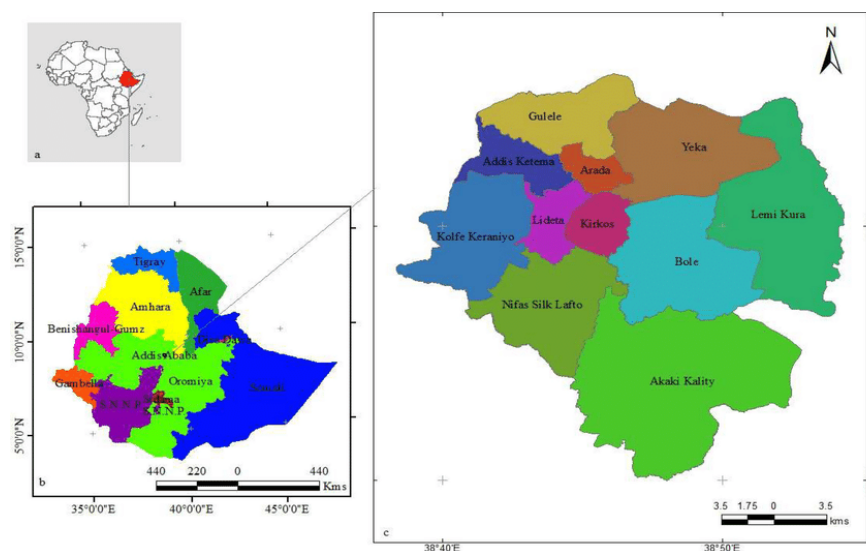 a
N
Gulele
Yeka
Addis Ketema
Arada
Lemi Kura
Lideta
Kirkos
Kolfe Keraniyo
Bole
Nifas Silk Lafto
Akaki Kality
3.5 1.75 0 3.5
kms
c
38°40'E
38°50'E
15°0'0"N
10°0'0"N
5°0'0"N
Tigray
Afar
Amhara
Benishangul Gumz
Addis Ababa
Oromiya
Gambella
S.N.N.P
S.N.N.P
440 220 0 440
Kms
b
35°0'0"E
40°0'0"E
45°0'0"E